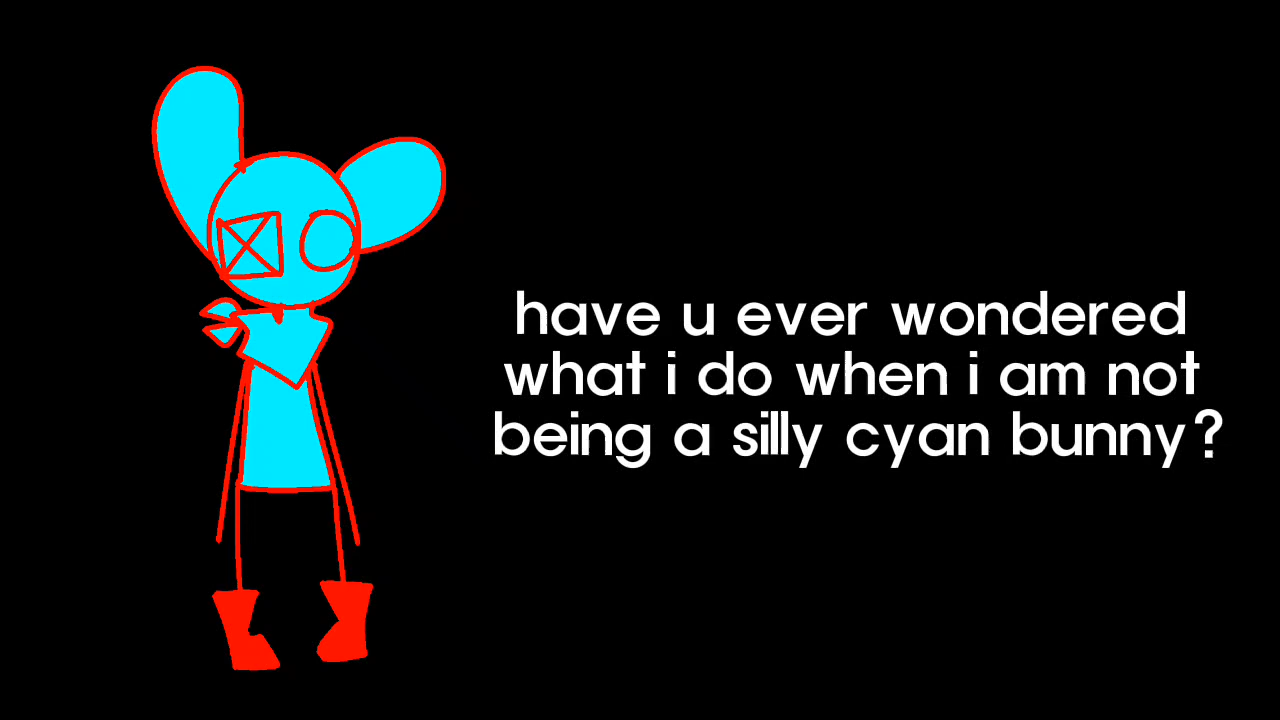 have u ever wondered
what i do when i am not
being a silly cyan bunny?